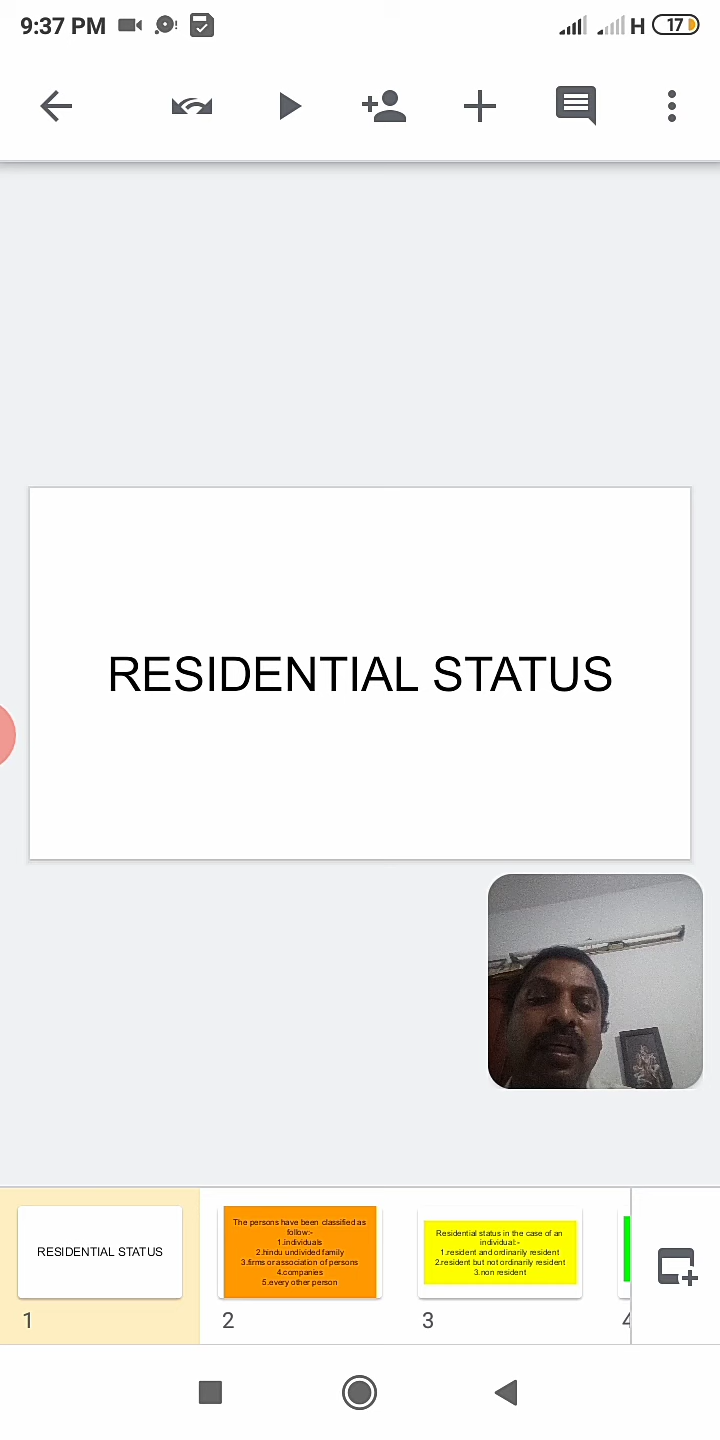 9:37 PM
H
17
RESIDENTIAL STATUS
RESIDENTIAL STATUS
1
The persons have been classified as
follow:-
1.individuals
2.hindu undivided family
3.firms or association of persons
4.companies
5.every other person
2
Residential status in the case of an
individual:-
1.resident and ordinarily resident
2.resident but not ordinarily resident
3.non resident
3
4